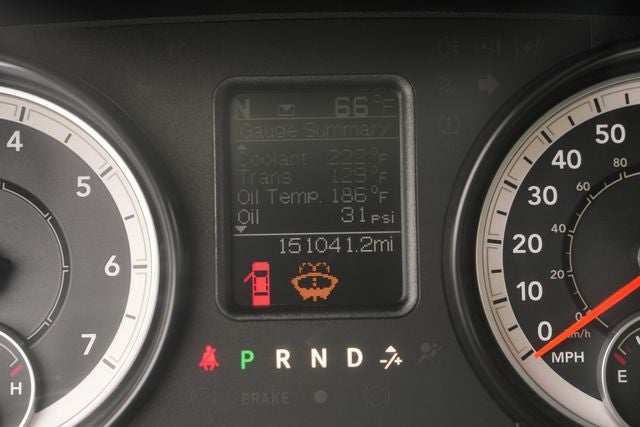 N 66°F
Gauge Summary
Coolant 222°F
Trans 129°F
Oil Temp. 186°F
Oil 31 psi
151041.2mi
P R N D
BRAKE
4
5
6
7
H
50
40
30
20
10
0
80
60
40
20
0
km/h
MPH
E